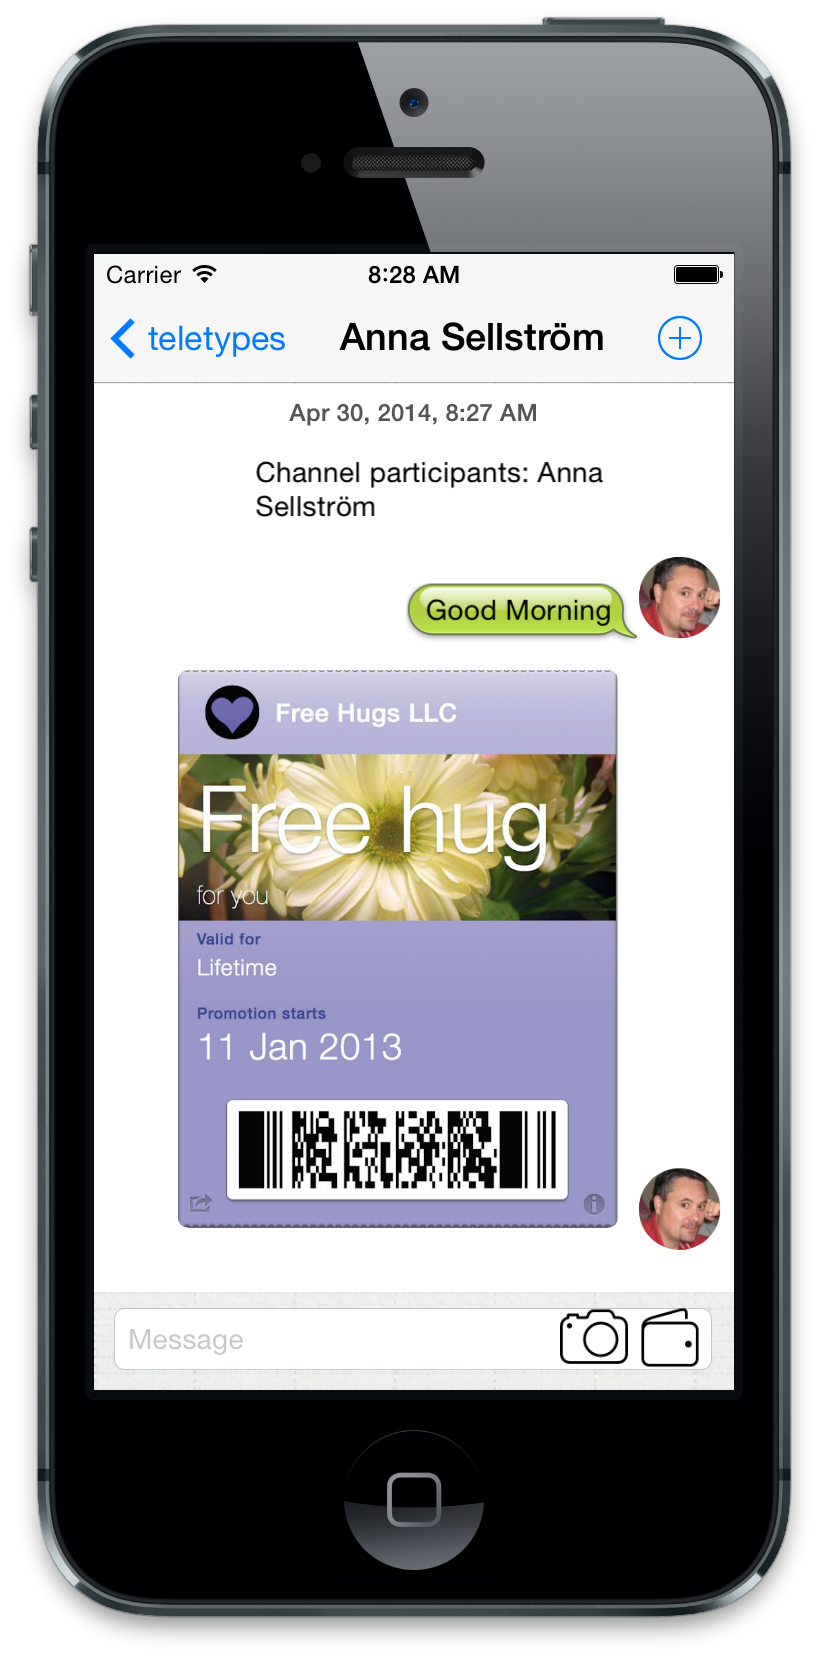 Carrier 8:28 AM
teletypes Anna Sellström
Apr 30, 2014, 8:27 AM
Channel participants: Anna
Sellström
Good Morning
Free Hugs LLC
Free hug
for you
Valid for
Lifetime
Promotion starts
11 Jan 2013
Message